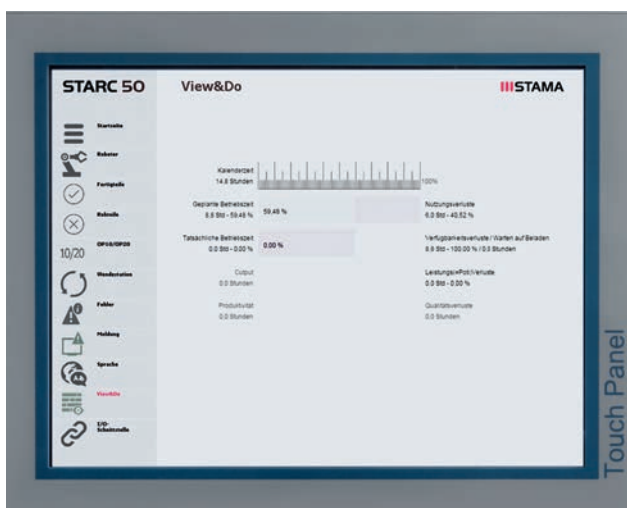 STARC 50
View&Do
STAMA
Startseite
Roboter
Fertigteile
Rohteile
10/20
OP10/OP20
Wendestation
Fehler
Meldung
Sprache
View&Do
I/O-
Schnittstelle
Kalenderzeit
14.8 Stunden
100%
Geplante Betriebszeit
8.8 Std - 59,48 %
59,48 %
Nutzungsverluste
6.0 Std - 40,52 %
Tatsächliche Betriebszeit
0.0 Std - 0,00 %
0,00 %
Verfügbarkeitsverluste / Warten auf Beladen
8.8 Std - 100,00 % / 0.0 Stunden
Output
0.0 Stunden
0.0 Std - 0,00 %
Produktivität
0.0 Stunden
Qualitätsverluste
0.0 Stunden
Touch Panel